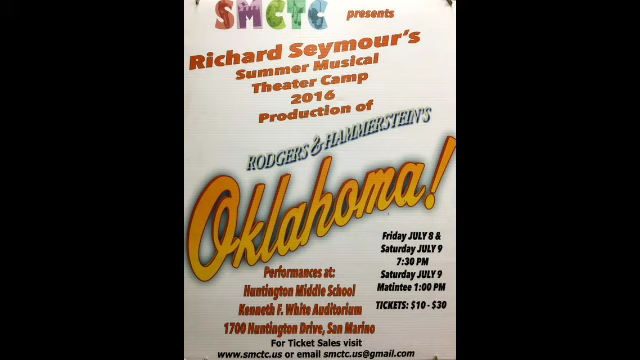 SMCTC presents
Richard Seymour's
Summer Musical
Theater Camp
2016
Production of
RODGERS & HAMMERSTEIN'S
Oklahoma!
Friday JULY 8 &
Saturday JULY 9
7:30 PM
Saturday JULY 9
Matintee 1:00 PM
TICKETS: $10 - $30
Performances at:
Huntington Middle School
Kenneth F. White Auditorium
1700 Huntington Drive, San Marino
For Ticket Sales visit
www.smctc.us or email smctc.us@gmail.com